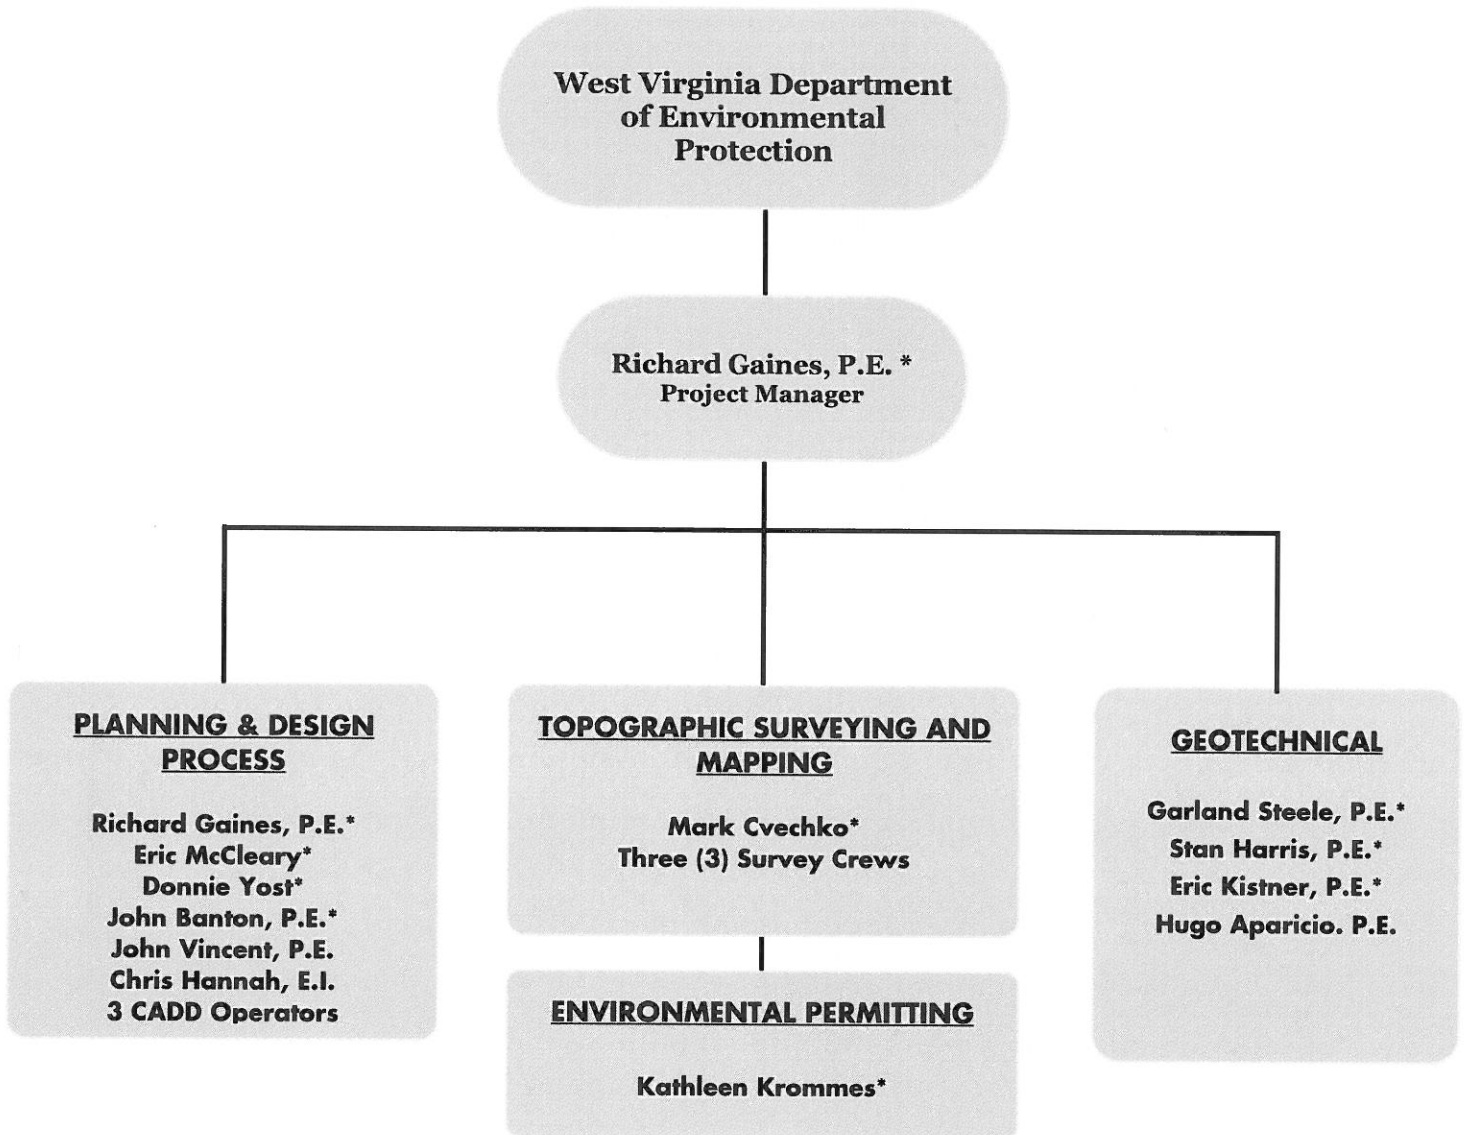 West Virginia Department
of Environmental
Protection
Richard Gaines, P.E. *
Project Manager
PLANNING & DESIGN
PROCESS
Richard Gaines, P.E.*
Eric McCleary*
Donnie Yost*
John Banton, P.E.*
John Vincent, P.E.
Chris Hannah, E.I.
3 CADD Operators
TOPOGRAPHIC SURVEYING AND
MAPPING
Mark Cvechko*
Three (3) Survey Crews
ENVIRONMENTAL PERMITTING
Kathleen Krommes*
GEOTECHNICAL
Garland Steele, P.E.*
Stan Harris, P.E.*
Eric Kistner, P.E.*
Hugo Aparicio. P.E.